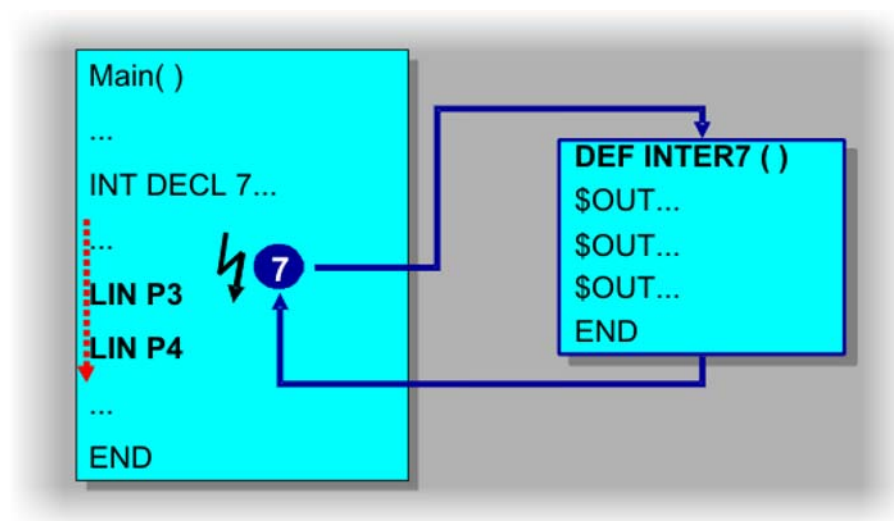 Main( )
...
INT DECL 7...
...
LIN P3
LIN P4
...
END
7
DEF INTER7 ( )
$OUT...
$OUT...
$OUT...
END